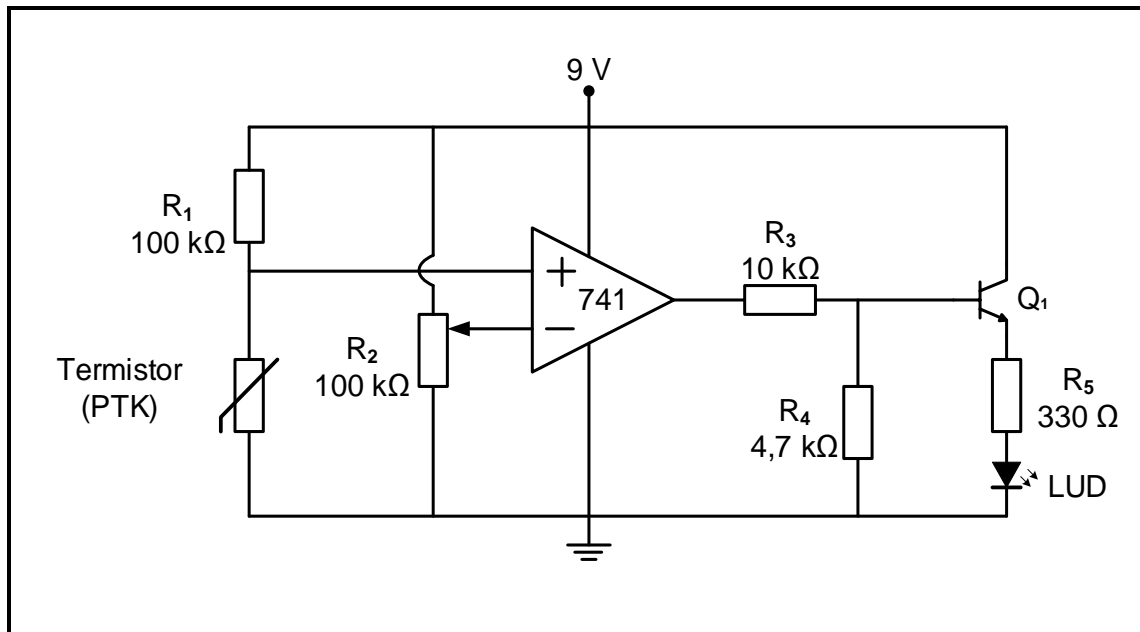 9 V
R₁
100 kΩ
Termistor
(PTK)
R₂
100 kΩ
+
741
−
R₃
10 kΩ
R₄
4,7 kΩ
Q₁
R₅
330 Ω
LUD